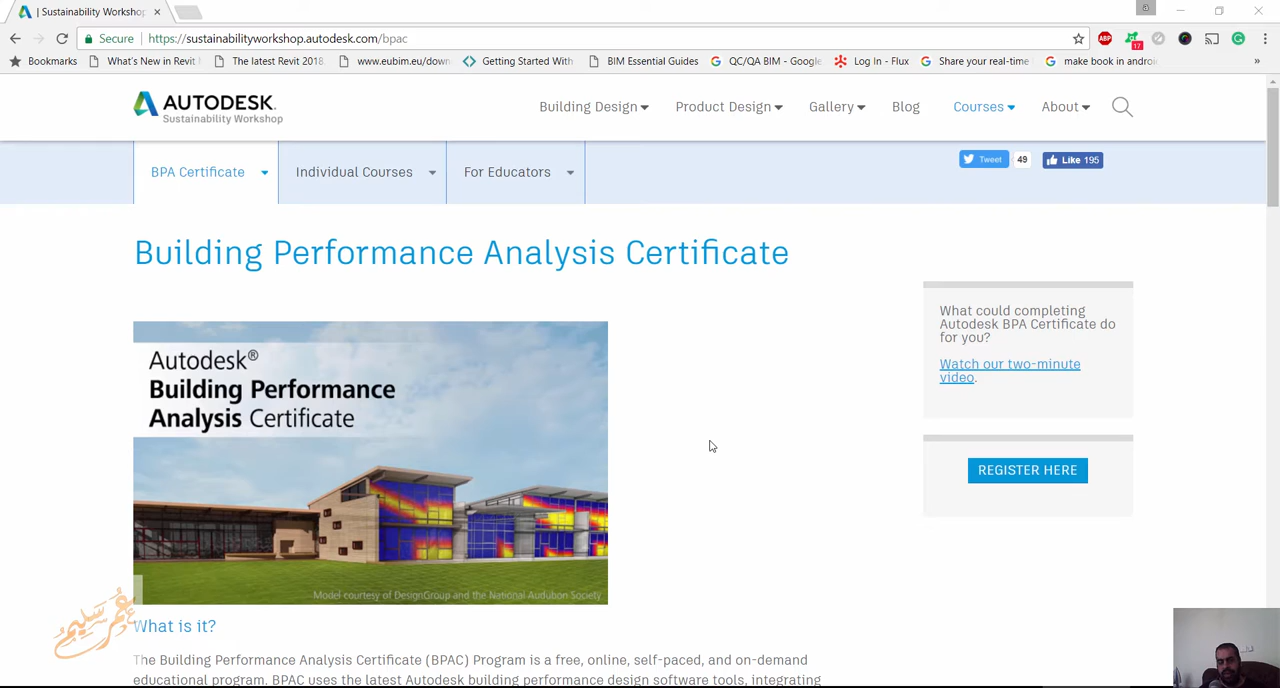 | Sustainability Workshop
Secure
https://sustainabilityworkshop.autodesk.com/bpac
ABP
17
Bookmarks
What's New in Revit
The latest Revit 2018
www.eubim.eu/down
Getting Started With
BIM Essential Guides
QC/QA BIM - Google
Log In - Flux
Share your real-time
make book in andro
AUTODESK.
Sustainability Workshop
Building Design
Product Design
Gallery
Blog
Courses
About
BPA Certificate
Individual Courses
For Educators
Tweet
49
Like 195
Building Performance Analysis Certificate
Autodesk®
Building Performance
Analysis Certificate
Model courtesy of DesignGroup and the National Audubon Society
What could completing
Autodesk BPA Certificate do
for you?
Watch our two-minute
video.
REGISTER HERE
عمر سليم
What is it?
The Building Performance Analysis Certificate (BPAC) Program is a free, online, self-paced, and on-demand
educational program. BPAC uses the latest Autodesk building performance design software tools, integrating